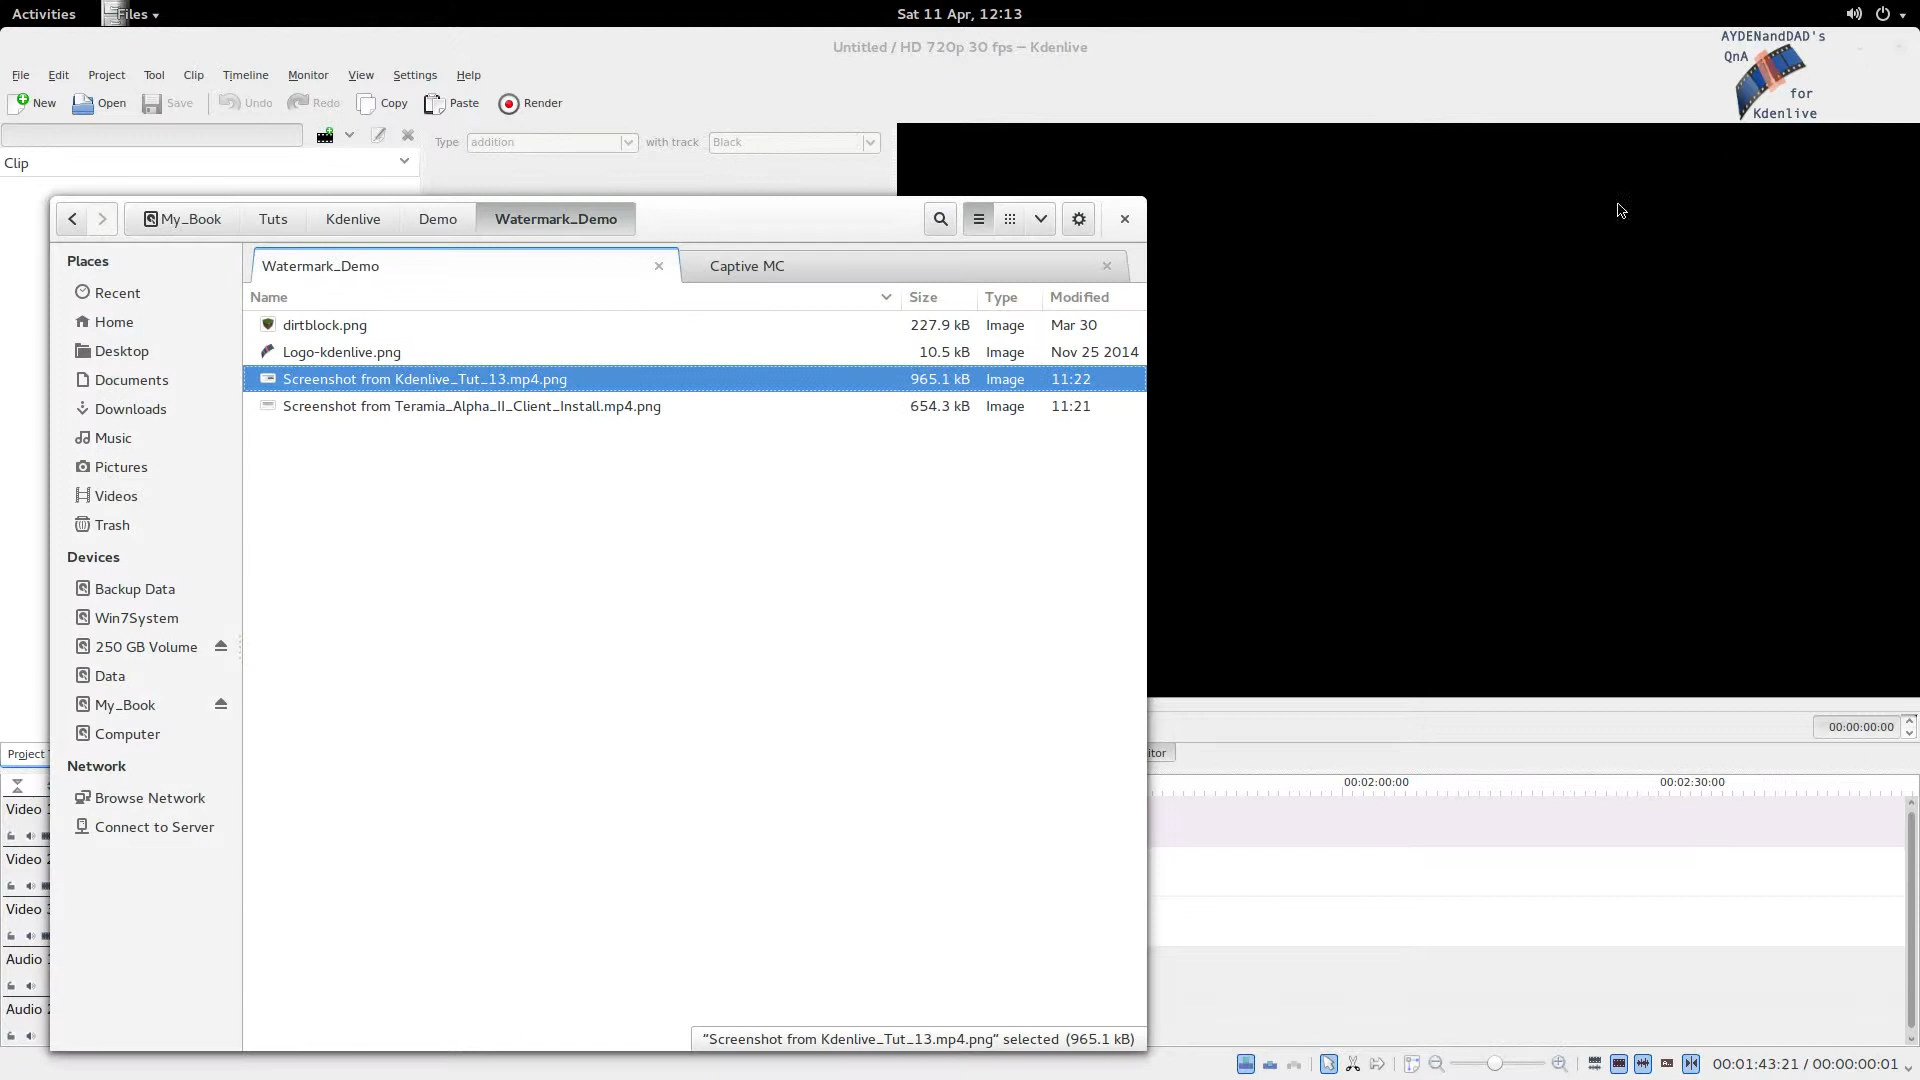 Activities
Files
Sat 11 Apr, 12:13
Untitled / HD 720p 30 fps — Kdenlive
AYDENandDAD's
QnA
for
Kdenlive
File Edit Project Tool Clip Timeline Monitor View Settings Help
New Open Save Undo Redo Copy Paste Render
Type addition with track Black
Clip
My_Book Tuts Kdenlive Demo Watermark_Demo
Watermark_Demo
Captive MC
Name Size Type Modified
dirtblock.png 227.9 kB Image Mar 30
Logo-kdenlive.png 10.5 kB Image Nov 25 2014
Screenshot from Kdenlive_Tut_13.mp4.png 965.1 kB Image 11:22
Screenshot from Teramia_Alpha_II_Client_Install.mp4.png 654.3 kB Image 11:21
Places
Recent
Home
Desktop
Documents
Downloads
Music
Pictures
Videos
Trash
Devices
Backup Data
Win7System
250 GB Volume
Data
My_Book
Computer
Network
Browse Network
Connect to Server
"Screenshot from Kdenlive_Tut_13.mp4.png" selected (965.1 kB)
00:00:00:00
Project
itor
00:02:00:00
00:02:30:00
Video 1
Video 2
Video 3
Audio 1
Audio 2
00:01:43:21 / 00:00:00:01